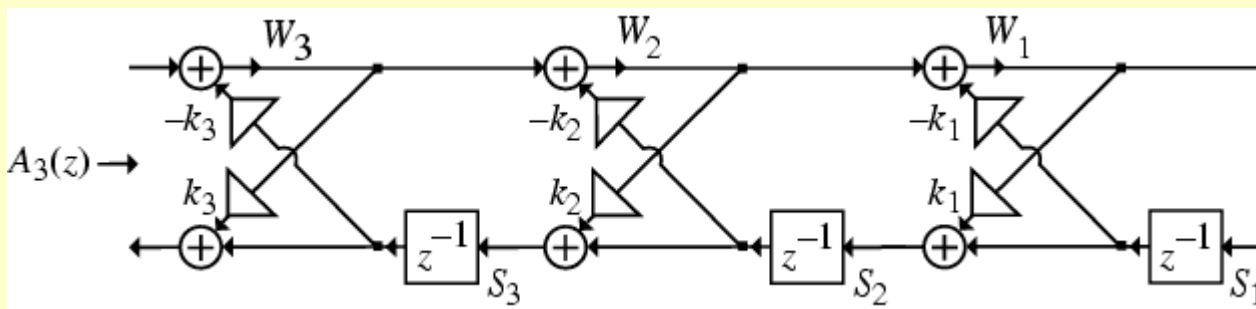 W₃ W₂ W₁
–k₃ –k₂ –k₁
A₃(z)
k₃ k₂ k₁
z⁻¹ z⁻¹ z⁻¹
S₃ S₂ S₁